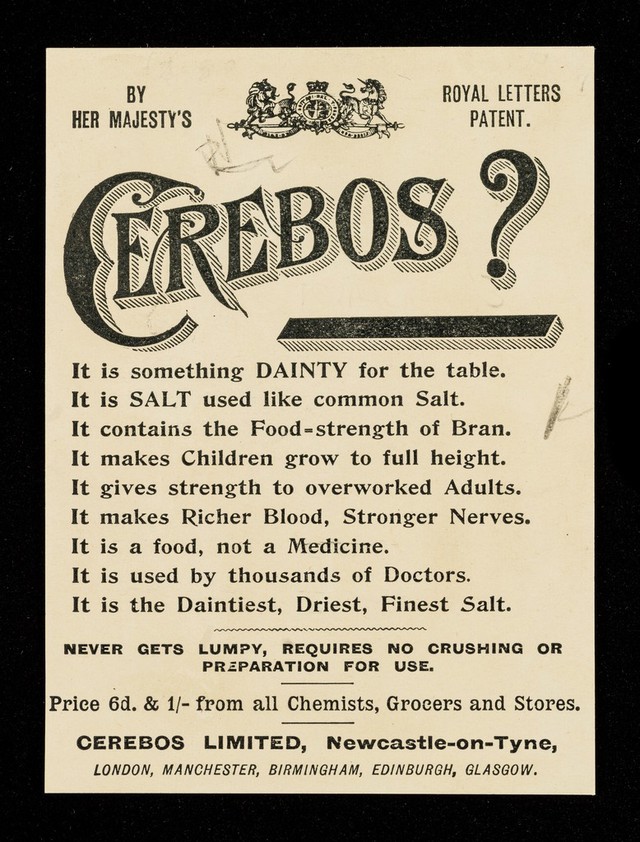 BY
HER MAJESTY'S
ROYAL LETTERS
PATENT.
CEREBOS ?
It is something DAINTY for the table.
It is SALT used like common Salt.
It contains the Food=strength of Bran.
It makes Children grow to full height.
It gives strength to overworked Adults.
It makes Richer Blood, Stronger Nerves.
It is a food, not a Medicine.
It is used by thousands of Doctors.
It is the Daintiest, Driest, Finest Salt.
NEVER GETS LUMPY, REQUIRES NO CRUSHING OR
PREPARATION FOR USE.
Price 6d. & 1/- from all Chemists, Grocers and Stores.
CEREBOS LIMITED, Newcastle-on-Tyne,
LONDON, MANCHESTER, BIRMINGHAM, EDINBURGH, GLASGOW.